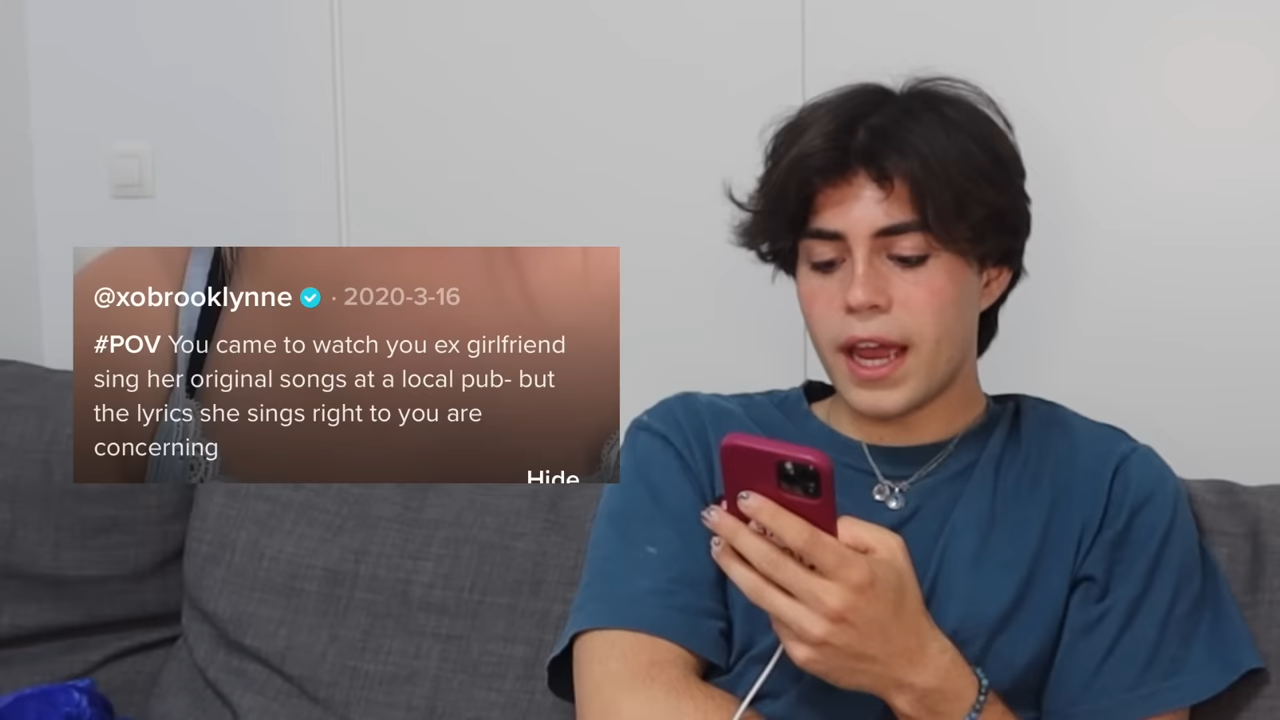 @xobrooklynne · 2020-3-16
#POV You came to watch you ex girlfriend
sing her original songs at a local pub- but
the lyrics she sings right to you are
concerning
Hide